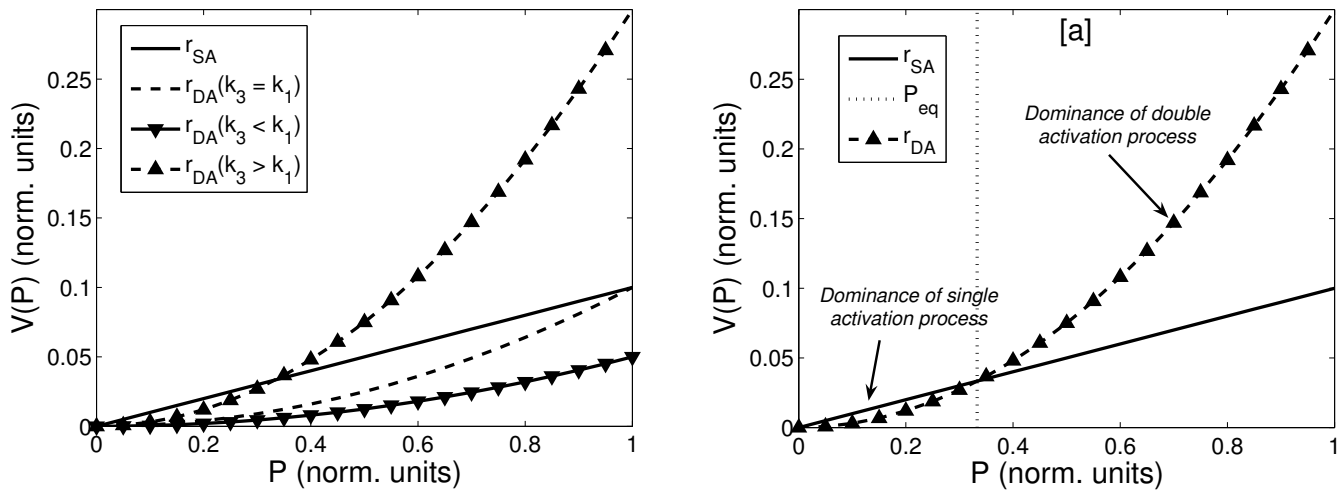 r_SA
r_DA(k_3 = k_1)
r_DA(k_3 < k_1)
r_DA(k_3 > k_1)
0.25
0.2
0.15
0.1
0.05
0
V(P) (norm. units)
0 0.2 0.4 0.6 0.8 1
P (norm. units)
[a]
r_SA
P_eq
r_DA
Dominance of double
activation process
Dominance of single
activation process
0.25
0.2
0.15
0.1
0.05
0
V(P) (norm. units)
0 0.2 0.4 0.6 0.8 1
P (norm. units)